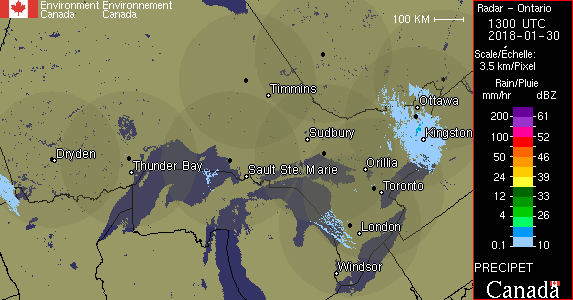 Environment Environnement
Canada Canada
100 KM
Timmins
Ottawa
Sudbury
Kingston
Dryden
Thunder Bay
Sault Ste. Marie
Orillia
Toronto
London
Windsor
Radar - Ontario
1300 UTC
2018-01-30
Scale/Échelle:
3.5 km/Pixel
Rain/Pluie
mm/hr dBZ
200 61
100 52
50 46
24 39
12 33
4 26
0.1 10
PRECIPET
Canada